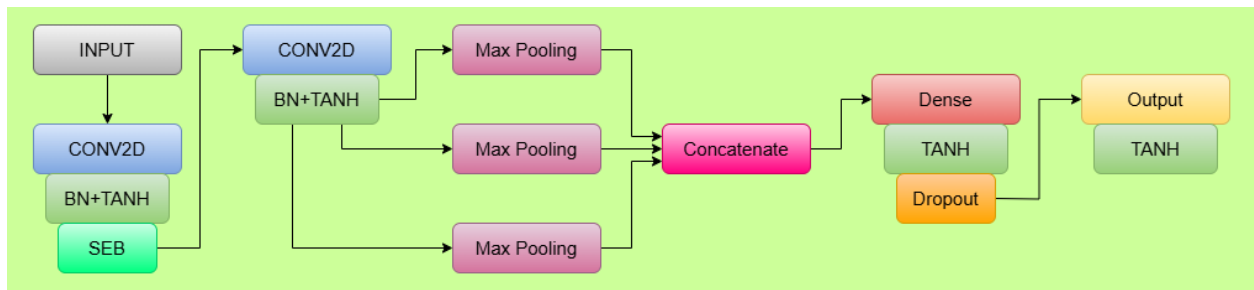 INPUT
CONV2D
BN+TANH
SEB
CONV2D
BN+TANH
Max Pooling
Max Pooling
Max Pooling
Concatenate
Dense
TANH
Dropout
Output
TANH